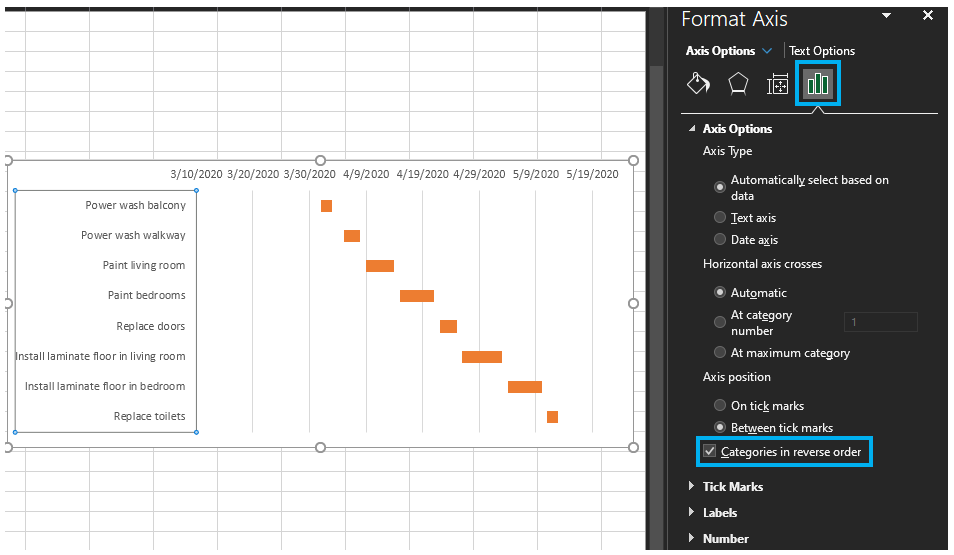 Format Axis
Axis Options
Text Options
Axis Options
Axis Type
Automatically select based on
data
Text axis
Date axis
Horizontal axis crosses
Automatic
At category
number
1
At maximum category
Axis position
On tick marks
Between tick marks
Categories in reverse order
Tick Marks
Labels
Number
3/10/2020 3/20/2020 3/30/2020 4/9/2020 4/19/2020 4/29/2020 5/9/2020 5/19/2020
Power wash balcony
Power wash walkway
Paint living room
Paint bedrooms
Replace doors
Install laminate floor in living room
Install laminate floor in bedroom
Replace toilets